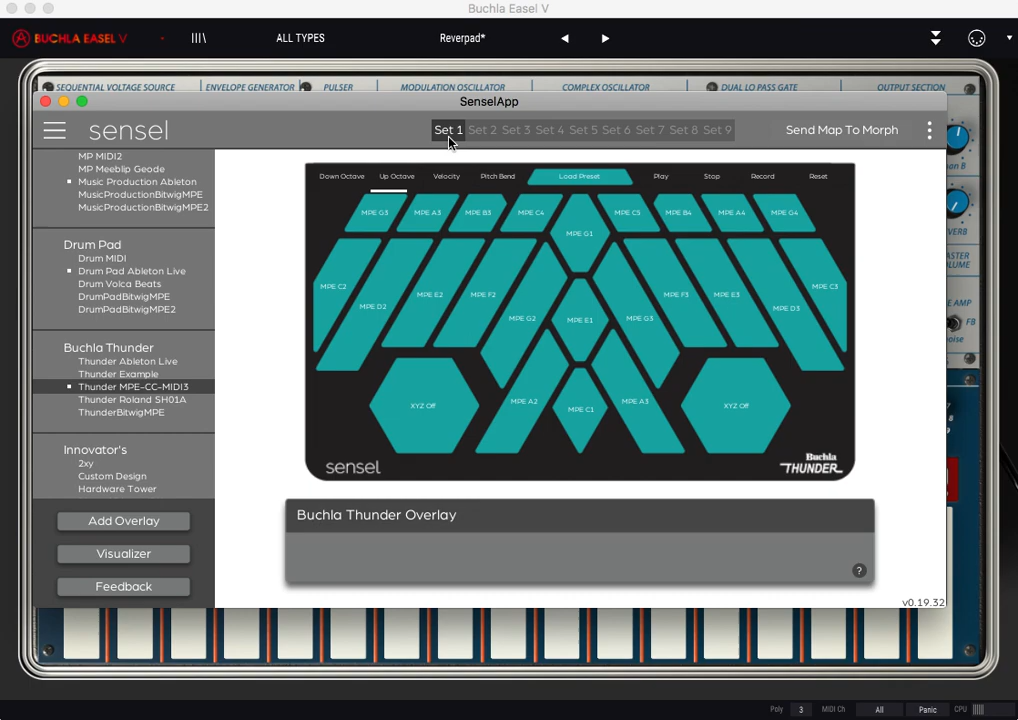 Buchla Easel V
BUCHLA EASEL V
ALL TYPES
Reverpad*
SEQUENTIAL VOLTAGE SOURCE
ENVELOPE GENERATOR
PULSER
MODULATION OSCILLATOR
COMPLEX OSCILLATOR
DUAL LO PASS GATE
OUTPUT SECTION
SenselApp
sensel
Set 1 Set 2 Set 3 Set 4 Set 5 Set 6 Set 7 Set 8 Set 9
Send Map To Morph
MP MIDI2
MP Meeblip Geode
Music Production Ableton
MusicProductionBitwigMPE
MusicProductionBitwigMPE2
Drum Pad
Drum MIDI
Drum Pad Ableton Live
Drum Volca Beats
DrumPadBitwigMPE
DrumPadBitwigMPE2
Buchla Thunder
Thunder Ableton Live
Thunder Example
Thunder MPE-CC-MIDI3
Thunder Roland SH01A
ThunderBitwigMPE
Innovator's
2xy
Custom Design
Hardware Tower
Add Overlay
Visualizer
Feedback
Down Octave Up Octave Velocity Pitch Bend Load Preset Play Stop Record Reset
MPE G3 MPE A3 MPE B3 MPE C4 MPE G1 MPE C5 MPE B4 MPE A4 MPE G4
MPE C2 MPE D2 MPE E2 MPE F2 MPE G2 MPE E1 MPE G3 MPE F3 MPE E3 MPE D3 MPE C3
XYZ Off MPE A2 MPE C1 MPE A3 XYZ Off
sensel
Buchla
THUNDER
Buchla Thunder Overlay
?
v0.19.32
on B
VERB
ASTER
OLUME
E AMP
FB
oise
Poly 3 MIDI Ch All Panic CPU